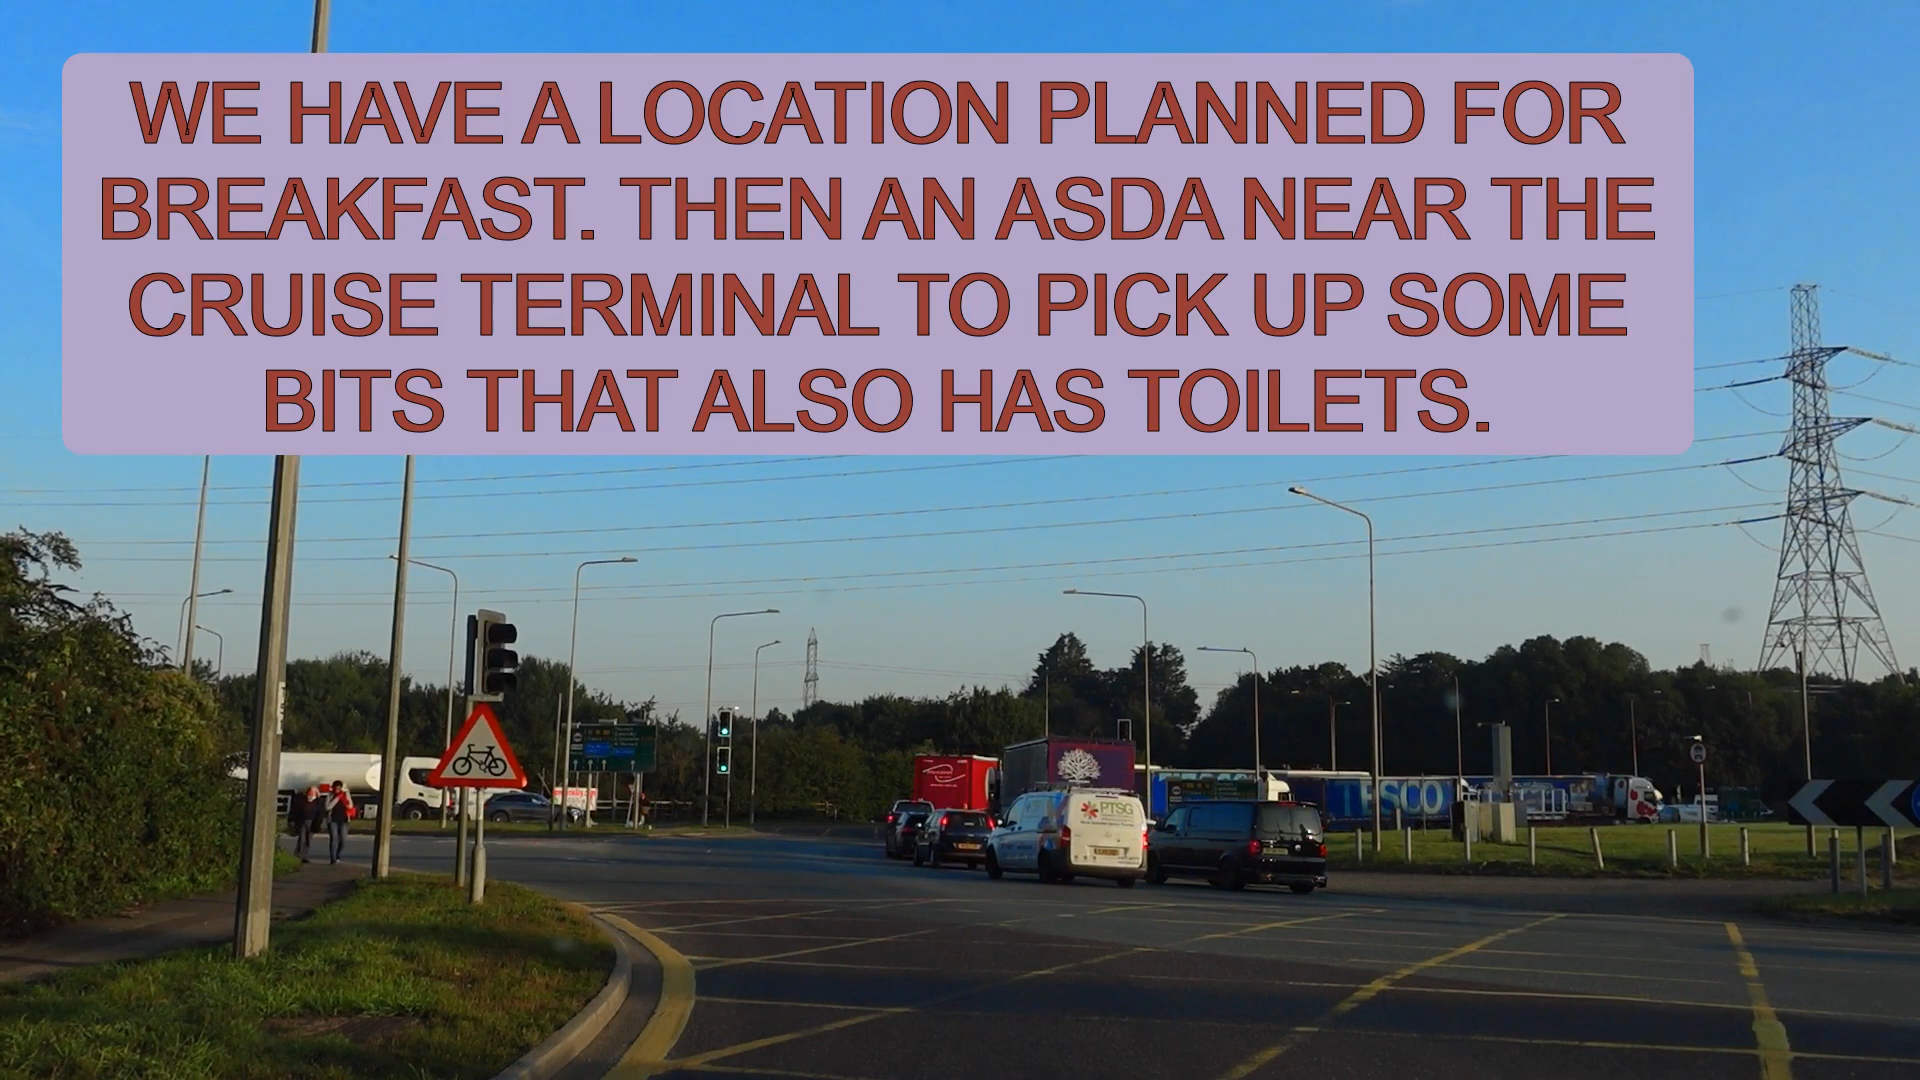 WE HAVE A LOCATION PLANNED FOR
BREAKFAST. THEN AN ASDA NEAR THE
CRUISE TERMINAL TO PICK UP SOME
BITS THAT ALSO HAS TOILETS.
PTSG
TESCO